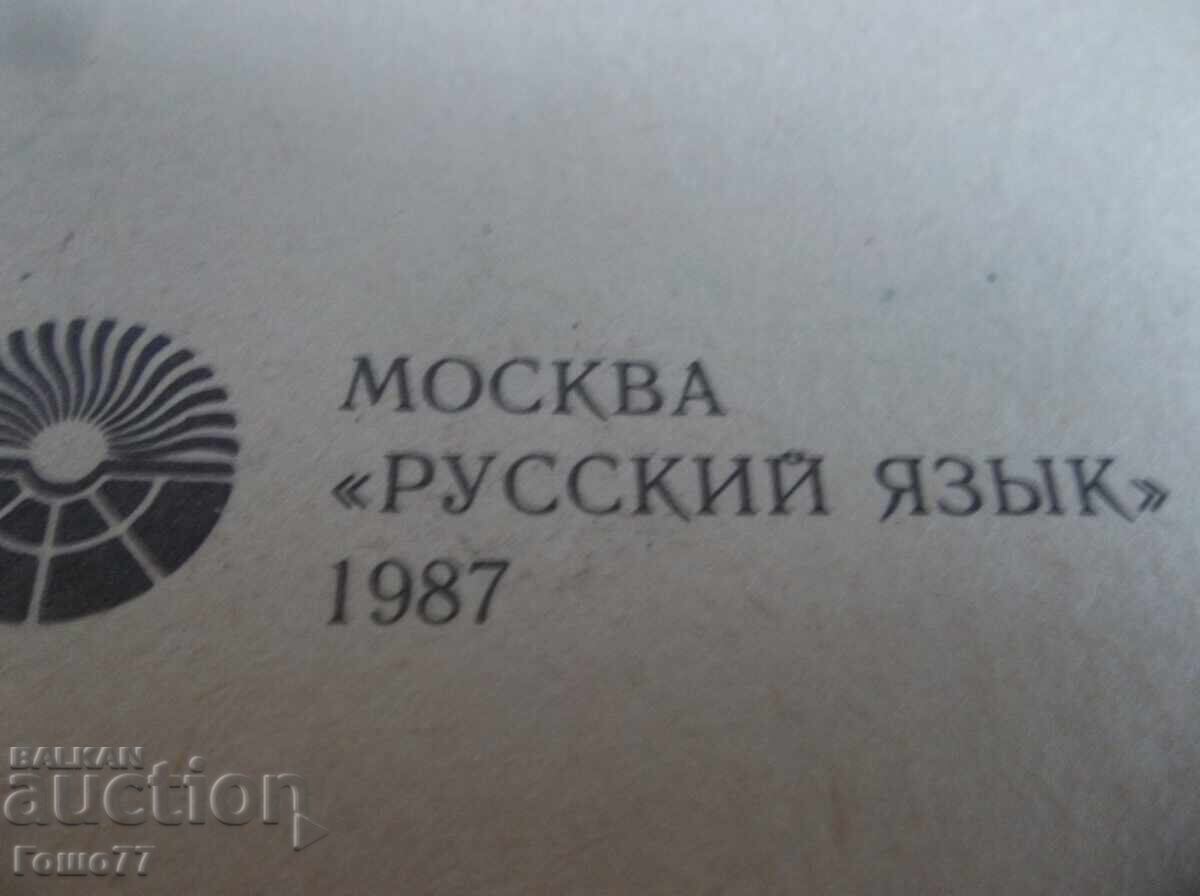 МОСКВА
«РУССКИЙ ЯЗЫК»
1987
BALKAN
auction
Гошо77